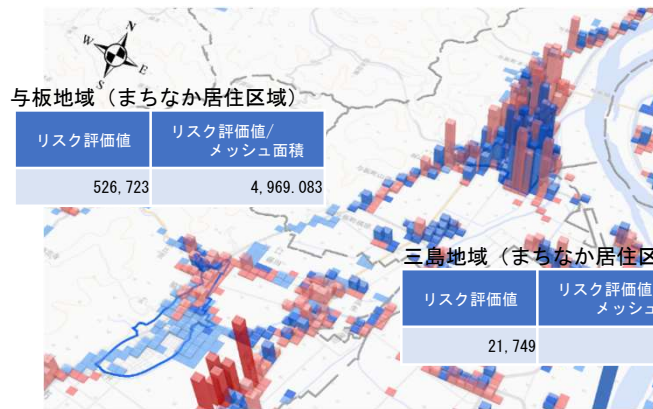 N
W
E
S
与板地域（まちなか居住区域）
リスク評価値
リスク評価値/
メッシュ面積
526,723
4,969.083
三島地域（まちなか居住区
リスク評価値
リスク評価値
メッシュ
21,749